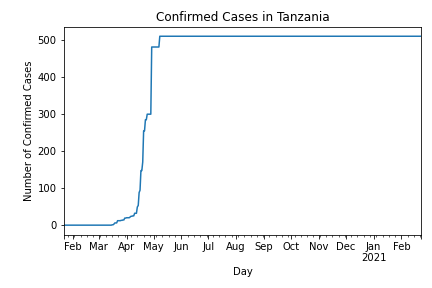 Confirmed Cases in Tanzania
500
400
300
200
100
0
Number of Confirmed Cases
Feb Mar Apr May Jun Jul Aug Sep Oct Nov Dec Jan Feb
2021
Day